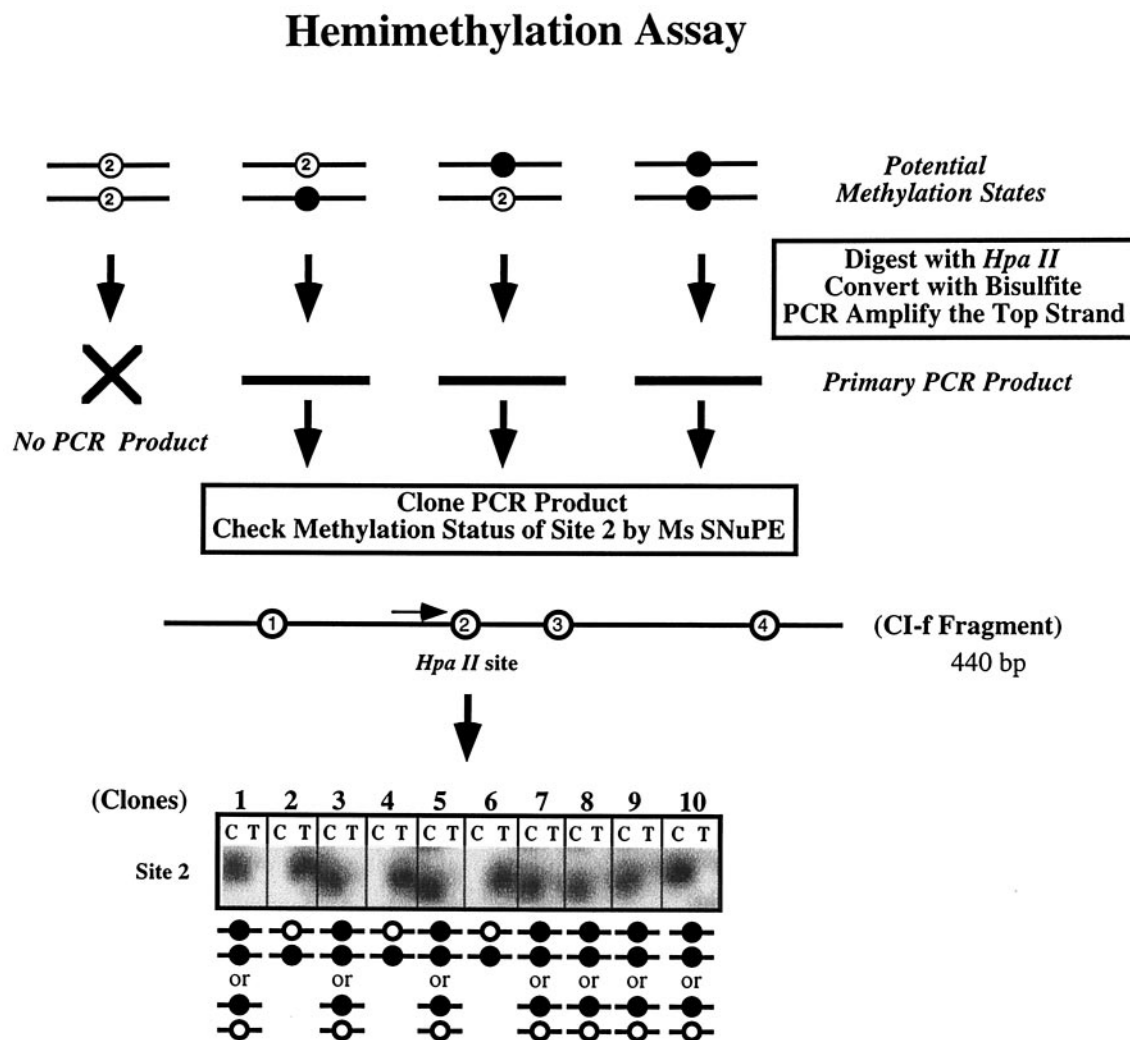 Hemimethylation Assay
2 2
2 2
Potential
Methylation States
Digest with Hpa II
Convert with Bisulfite
PCR Amplify the Top Strand
Primary PCR Product
No PCR Product
Clone PCR Product
Check Methylation Status of Site 2 by Ms SNuPE
1 2 3 4 (CI-f Fragment)
Hpa II site 440 bp
(Clones) 1 2 3 4 5 6 7 8 9 10
C T C T C T C T C T C T C T C T C T C T
Site 2
or or or or or or or